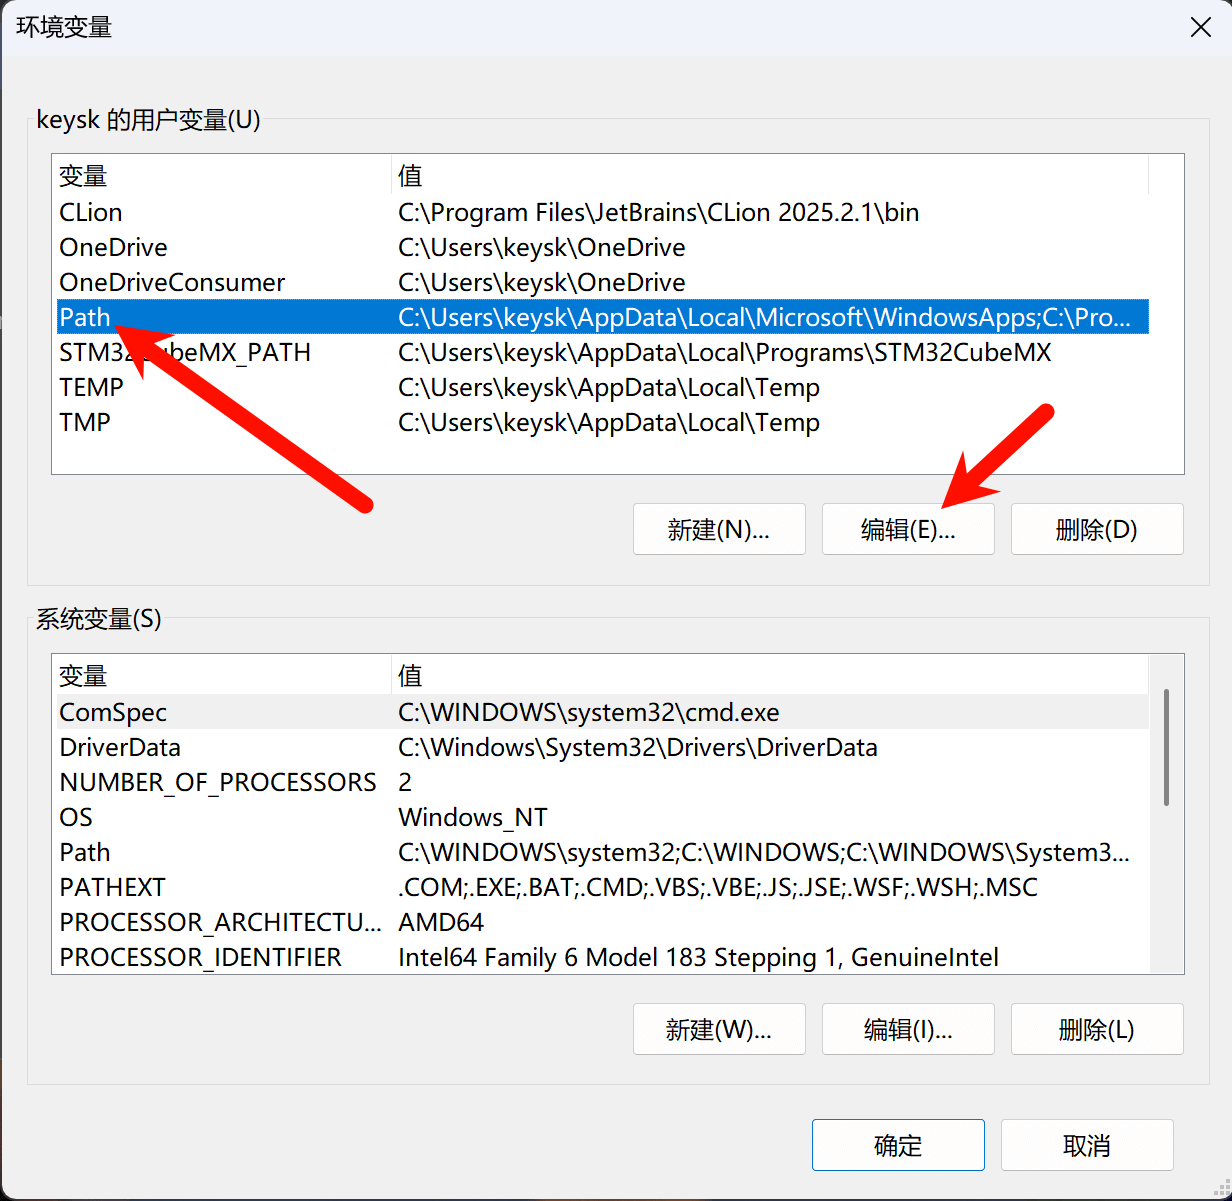 环境变量
keysk 的用户变量(U)
变量 值
CLion C:\Program Files\JetBrains\CLion 2025.2.1\bin
OneDrive C:\Users\keysk\OneDrive
OneDriveConsumer C:\Users\keysk\OneDrive
Path C:\Users\keysk\AppData\Local\Microsoft\WindowsApps;C:\Pro...
STM32CubeMX_PATH C:\Users\keysk\AppData\Local\Programs\STM32CubeMX
TEMP C:\Users\keysk\AppData\Local\Temp
TMP C:\Users\keysk\AppData\Local\Temp
新建(N)... 编辑(E)... 删除(D)
系统变量(S)
变量 值
ComSpec C:\WINDOWS\system32\cmd.exe
DriverData C:\Windows\System32\Drivers\DriverData
NUMBER_OF_PROCESSORS 2
OS Windows_NT
Path C:\WINDOWS\system32;C:\WINDOWS;C:\WINDOWS\System3...
PATHEXT .COM;.EXE;.BAT;.CMD;.VBS;.VBE;.JS;.JSE;.WSF;.WSH;.MSC
PROCESSOR_ARCHITECTU... AMD64
PROCESSOR_IDENTIFIER Intel64 Family 6 Model 183 Stepping 1, GenuineIntel
新建(W)... 编辑(I)... 删除(L)
确定 取消